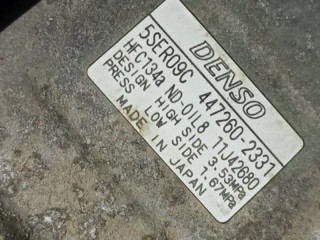 DENSO
5SER09C 447260-2331
HFC134a ND-OIL8 11J42680
DESIGN HIGH SIDE 3.53MPa
PRESS LOW SIDE 1.67MPa
MADE IN JAPAN